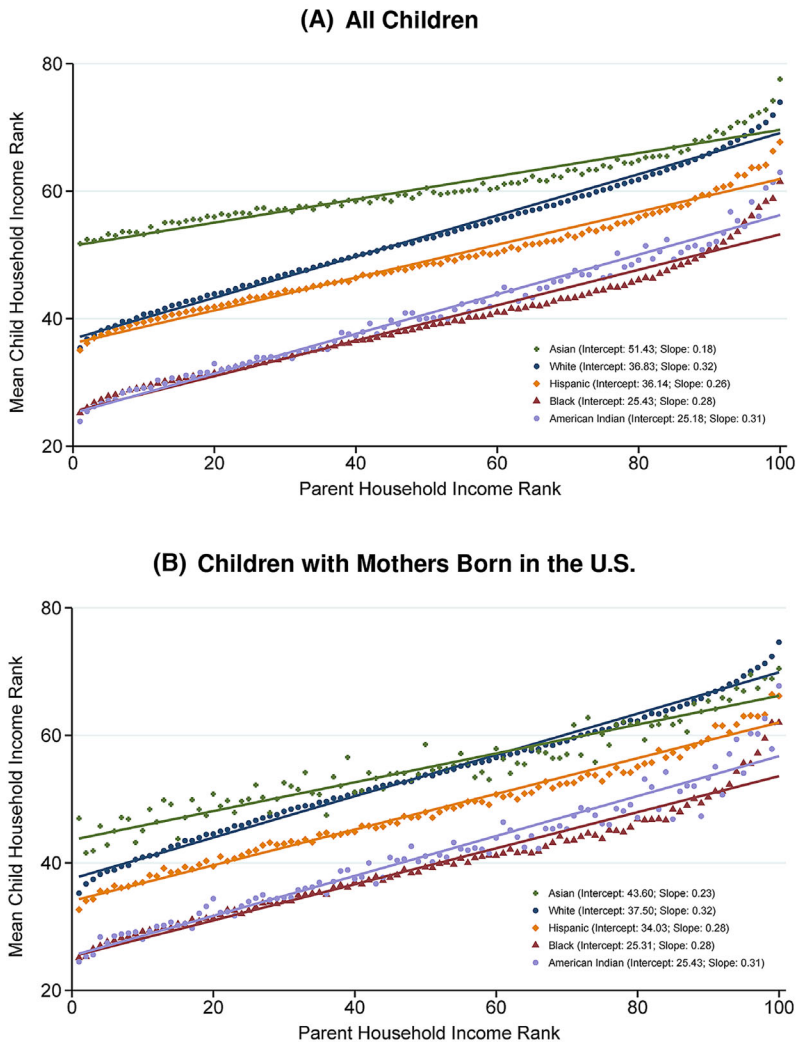 (A) All Children
80
60
40
20
0
20
40
60
80
100
Mean Child Household Income Rank
Parent Household Income Rank
Asian (Intercept: 51.43; Slope: 0.18)
White (Intercept: 36.83; Slope: 0.32)
Hispanic (Intercept: 36.14; Slope: 0.26)
Black (Intercept: 25.43; Slope: 0.28)
American Indian (Intercept: 25.18; Slope: 0.31)
(B) Children with Mothers Born in the U.S.
80
60
40
20
0
20
40
60
80
100
Mean Child Household Income Rank
Parent Household Income Rank
Asian (Intercept: 43.60; Slope: 0.23)
White (Intercept: 37.50; Slope: 0.32)
Hispanic (Intercept: 34.03; Slope: 0.28)
Black (Intercept: 25.31; Slope: 0.28)
American Indian (Intercept: 25.43; Slope: 0.31)